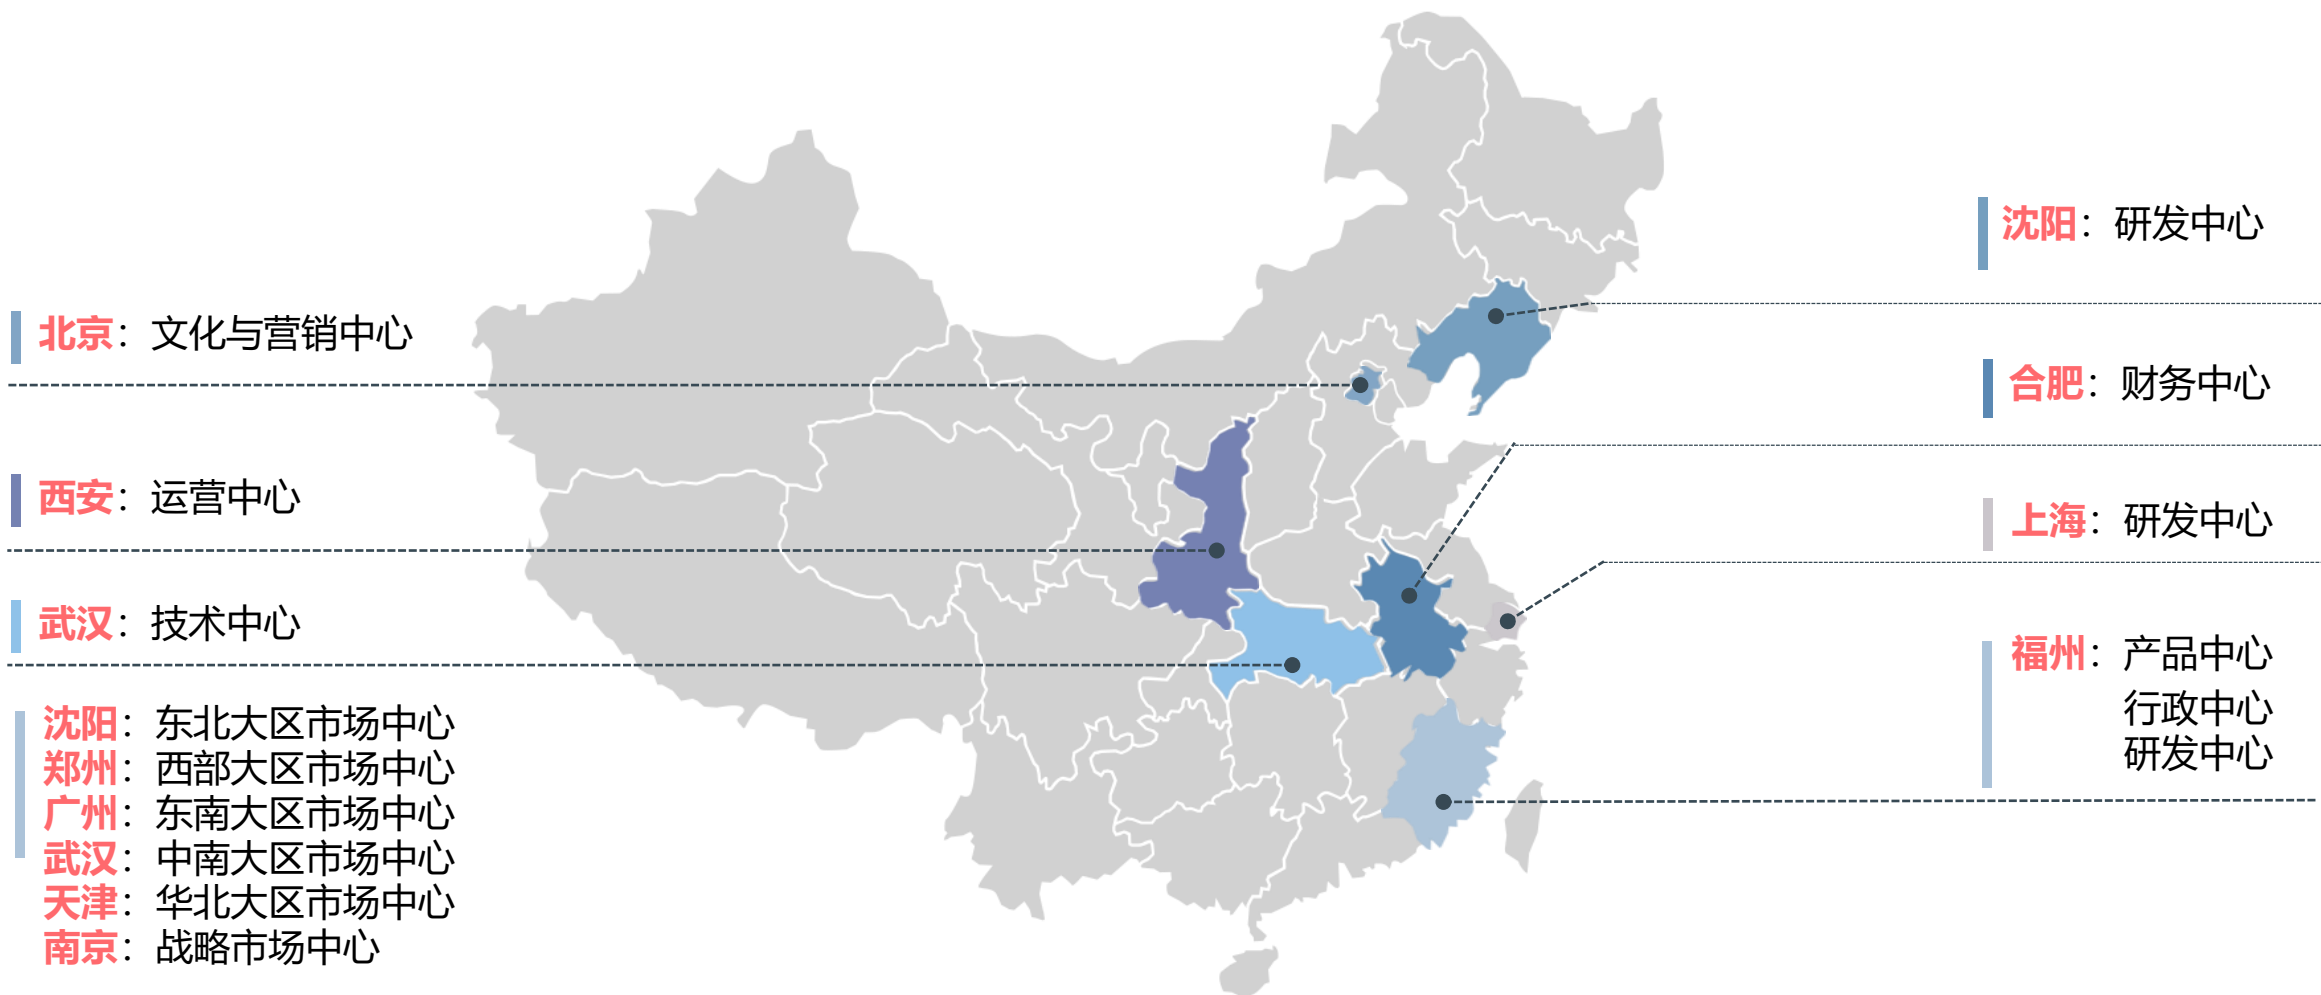 北京：文化与营销中心
西安：运营中心
武汉：技术中心
沈阳：东北大区市场中心
郑州：西部大区市场中心
广州：东南大区市场中心
武汉：中南大区市场中心
天津：华北大区市场中心
南京：战略市场中心
沈阳：研发中心
合肥：财务中心
上海：研发中心
福州：产品中心
行政中心
研发中心